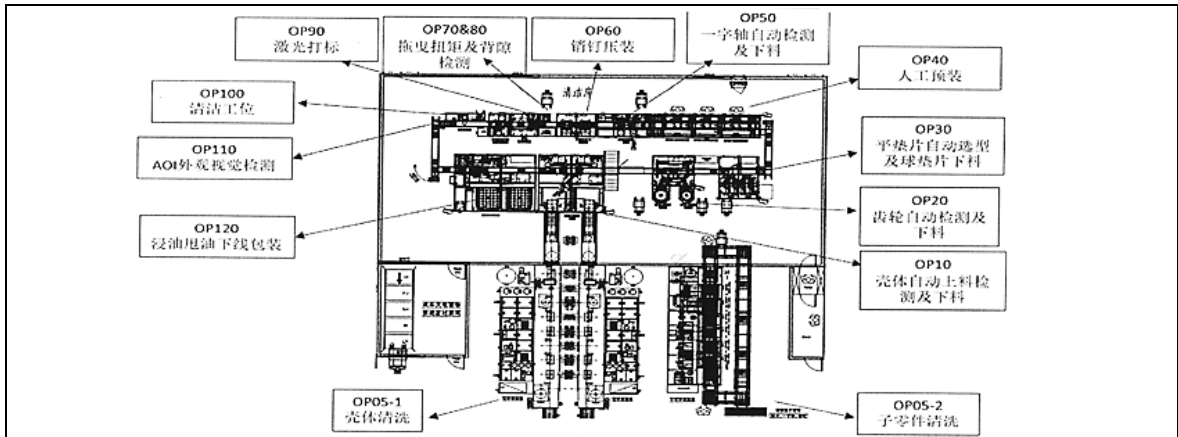 OP90
激光打标
OP70&80
拖曳扭矩及背隙
检测
OP60
销钉压装
OP50
一字轴自动检测
及下料
OP40
人工预装
OP100
清洁工位
清洁房
OP110
AOI外观视觉检测
OP30
平垫片自动选型
及球垫片下料
OP20
齿轮自动检测及
下料
OP120
浸油甩油下线包装
OP10
壳体自动上料检
测及下料
OP05-1
壳体清洗
OP05-2
子零件清洗